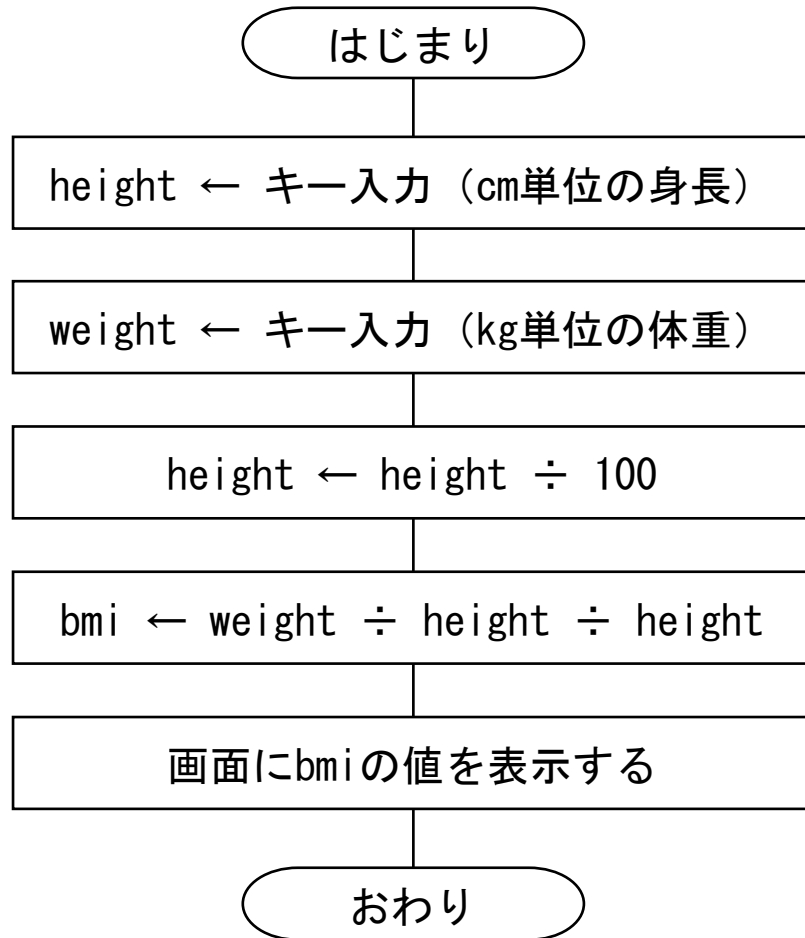 はじまり
height ← キー入力（cm単位の身長）
weight ← キー入力（kg単位の体重）
height ← height ÷ 100
bmi ← weight ÷ height ÷ height
画面にbmiの値を表示する
おわり